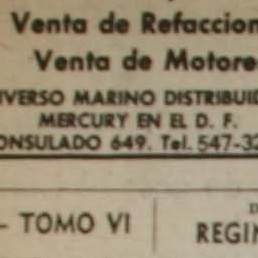 Venta de Refaccion
Venta de Motore
IVERSO MARINO DISTRIBUID
MERCURY EN EL D. F.
ONSULADO 649. Tel. 547-32
— TOMO VI
REGIN